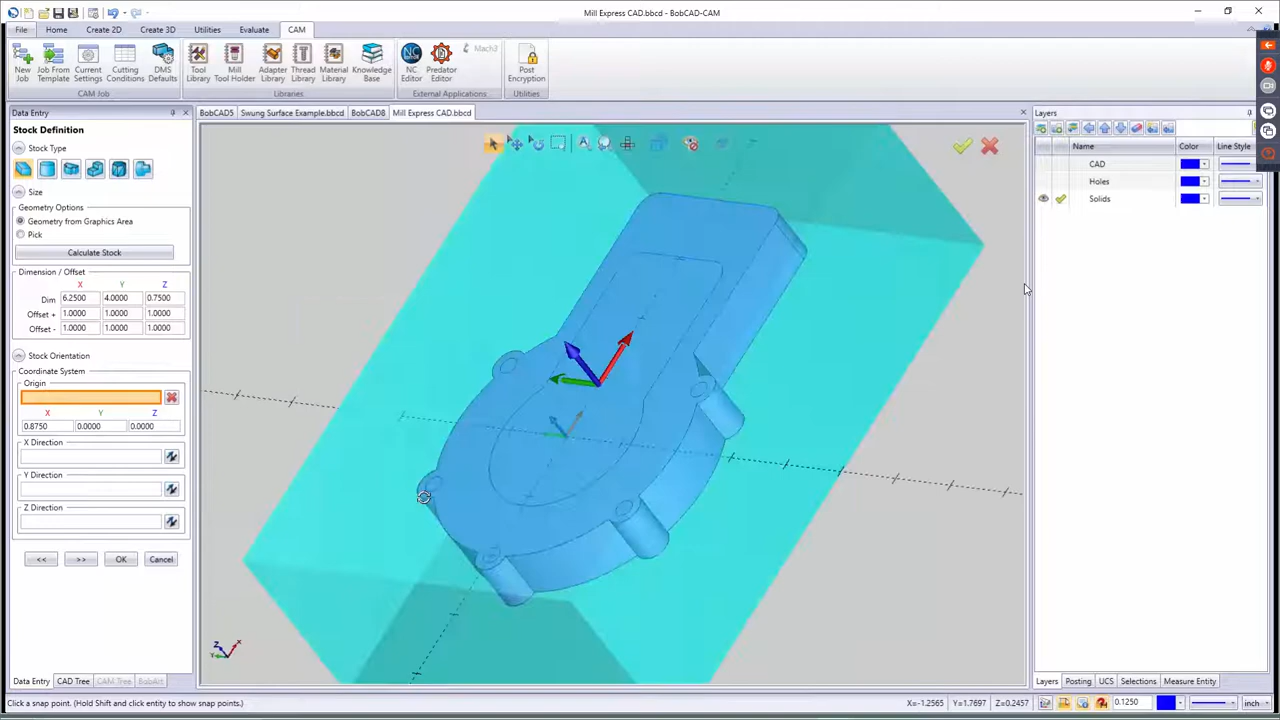 Mill Express CAD.bbcd - BobCAD-CAM
File Home Create 2D Create 3D Utilities Evaluate CAM
New Job
Job From Template
Current Settings
Cutting Conditions
DMS Defaults
Tool Library
Mill Tool Holder
Adapter Library
Thread Library
Material Library
Knowledge Base
NC Editor
Predator Editor
Mach3
Post Encryption
CAM Job Libraries External Applications... Utilities
Data Entry
BobCAD5 Swung Surface Example.bbcd BobCAD8 Mill Express CAD.bbcd
Layers
Stock Definition
Stock Type
Size
Geometry Options
Geometry from Graphics Area
Pick
Calculate Stock
Dimension / Offset
X Y Z
Dim 6.2500 4.0000 0.7500
Offset + 1.0000 1.0000 1.0000
Offset - 1.0000 1.0000 1.0000
Stock Orientation
Coordinate System
Origin
X Y Z
0.8750 0.0000 0.0000
X Direction
Y Direction
Z Direction
<< >> OK Cancel
Name Color Line Style
CAD
Holes
Solids
Z X Y
Data Entry CAD Tree CAM Tree BobArt
Layers Posting UCS Selections Measure Entity
Click a snap point. (Hold Shift and click entity to show snap points.)
X=-1.2565 Y=1.7697 Z=0.2457 0.1250 inch